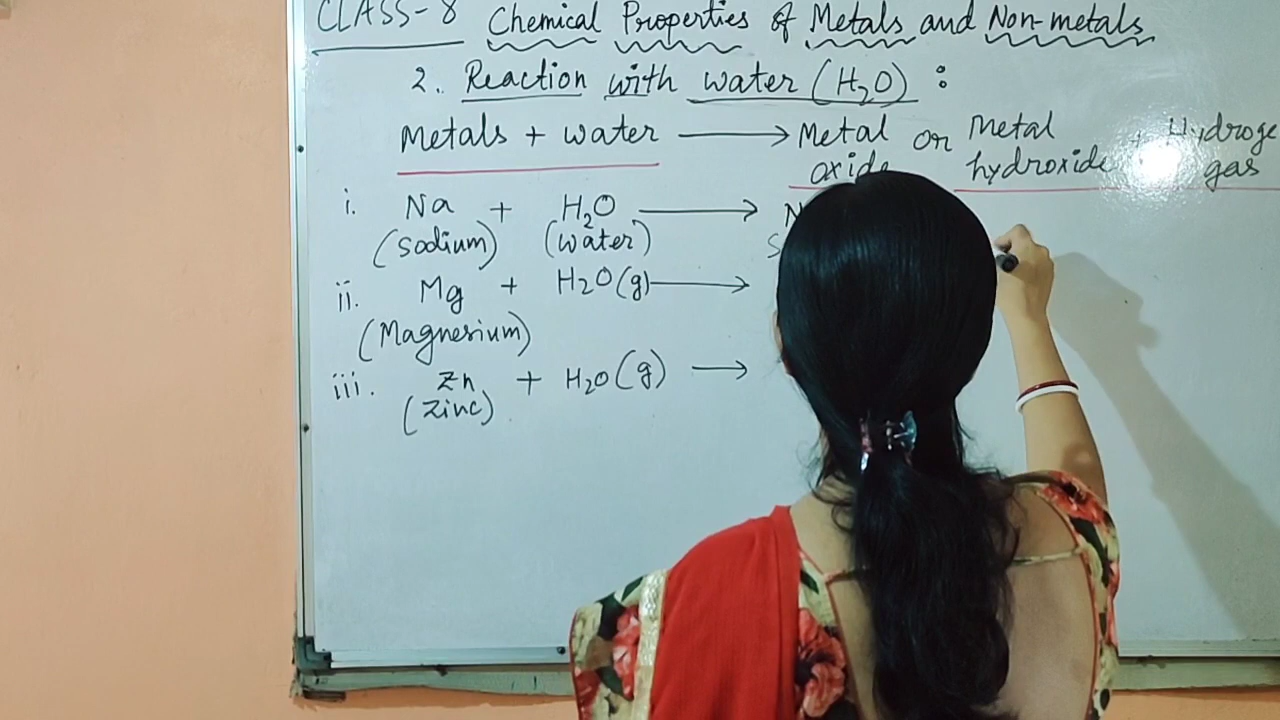 CLASS-8 Chemical Properties of Metals and Non-metals
2. Reaction with water (H2O) :
Metals + water → Metal oxide or Metal hydroxide + Hydroge gas
i. Na + H2O → N
(Sodium) (water) S
ii. Mg + H2O(g) →
(Magnesium)
iii. Zn + H2O(g) →
(Zinc)